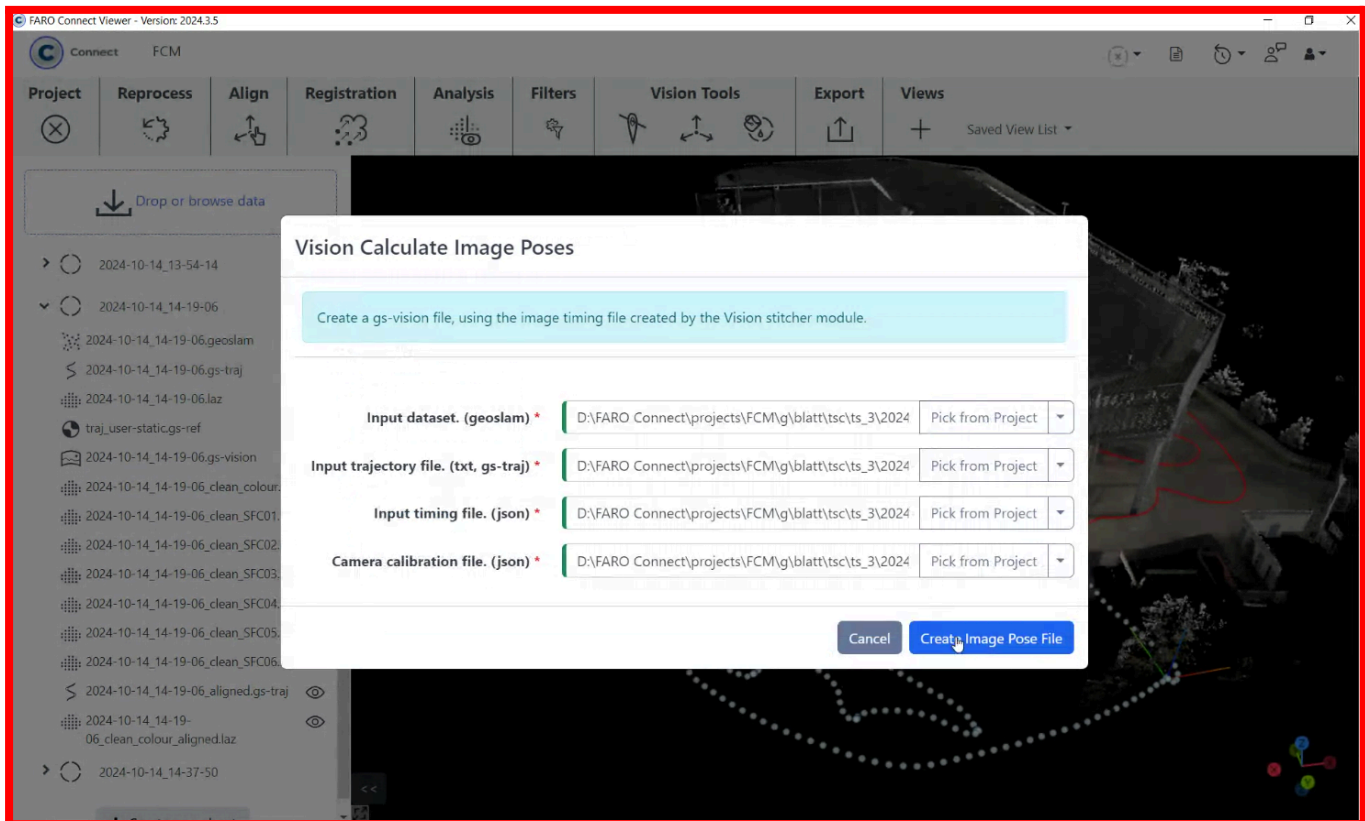 FARO Connect Viewer - Version: 2024.3.5
Connect FCM
Project Reprocess Align Registration Analysis Filters Vision Tools Export Views
Saved View List
Drop or browse data
2024-10-14_13-54-14
2024-10-14_14-19-06
2024-10-14_14-19-06.geoslam
2024-10-14_14-19-06.gs-traj
2024-10-14_14-19-06.laz
traj_user-static.gs-ref
2024-10-14_14-19-06.gs-vision
2024-10-14_14-19-06_clean_colour.
2024-10-14_14-19-06_clean_SFC01.
2024-10-14_14-19-06_clean_SFC02.
2024-10-14_14-19-06_clean_SFC03.
2024-10-14_14-19-06_clean_SFC04.
2024-10-14_14-19-06_clean_SFC05.
2024-10-14_14-19-06_clean_SFC06.
2024-10-14_14-19-06_aligned.gs-traj
2024-10-14_14-19-
06_clean_colour_aligned.laz
2024-10-14_14-37-50
<<
Vision Calculate Image Poses
Create a gs-vision file, using the image timing file created by the Vision stitcher module.
Input dataset. (geoslam) * D:\FARO Connect\projects\FCM\g\blatt\tsc\ts_3\2024 Pick from Project
Input trajectory file. (txt, gs-traj) * D:\FARO Connect\projects\FCM\g\blatt\tsc\ts_3\2024 Pick from Project
Input timing file. (json) * D:\FARO Connect\projects\FCM\g\blatt\tsc\ts_3\2024 Pick from Project
Camera calibration file. (json) * D:\FARO Connect\projects\FCM\g\blatt\tsc\ts_3\2024 Pick from Project
Cancel Create Image Pose File